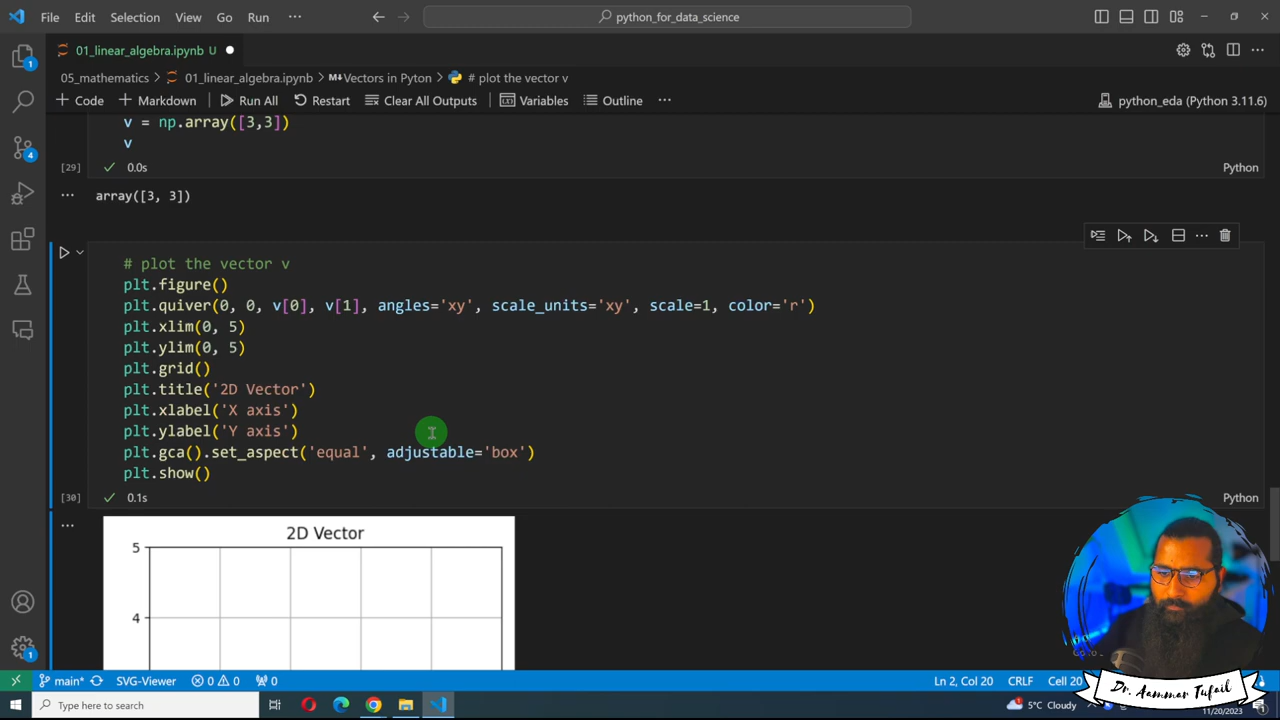 File Edit Selection View Go Run ··· python_for_data_science
01_linear_algebra.ipynb U
05_mathematics > 01_linear_algebra.ipynb > M↓Vectors in Pyton > # plot the vector v
+ Code + Markdown Run All Restart Clear All Outputs Variables Outline ··· python_eda (Python 3.11.6)
v = np.array([3,3])
v
[29] 0.0s Python
array([3, 3])
# plot the vector v
plt.figure()
plt.quiver(0, 0, v[0], v[1], angles='xy', scale_units='xy', scale=1, color='r')
plt.xlim(0, 5)
plt.ylim(0, 5)
plt.grid()
plt.title('2D Vector')
plt.xlabel('X axis')
plt.ylabel('Y axis')
plt.gca().set_aspect('equal', adjustable='box')
plt.show()
[30] 0.1s Python
2D Vector
5
4
1
4
1
main* SVG-Viewer 0 0 0 Ln 2, Col 20 CRLF Cell 20
Dr. Aammar Tufail
Type here to search 5°C Cloudy 11/20/2023